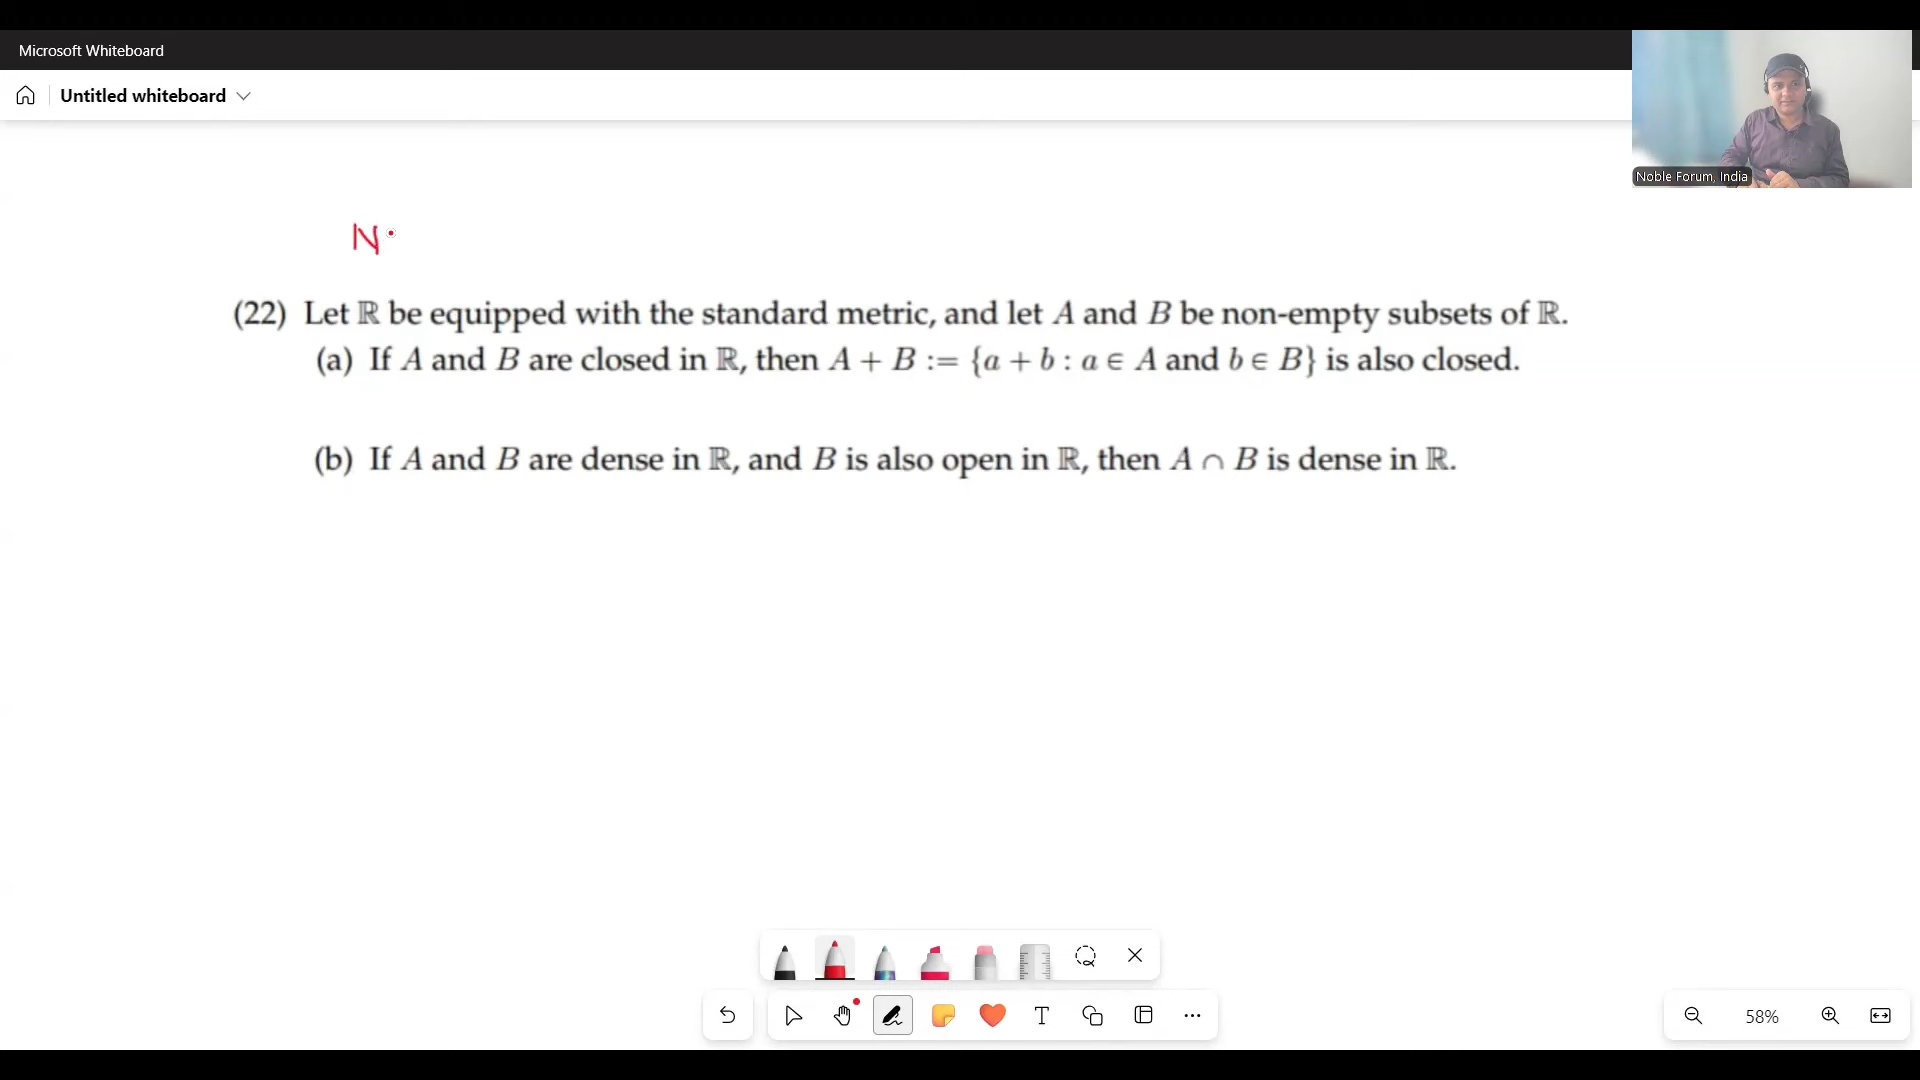 Microsoft Whiteboard
Untitled whiteboard
Noble Forum, India
N
(22) Let ℝ be equipped with the standard metric, and let A and B be non-empty subsets of ℝ.
(a) If A and B are closed in ℝ, then A + B := {a + b : a ∈ A and b ∈ B} is also closed.
(b) If A and B are dense in ℝ, and B is also open in ℝ, then A ∩ B is dense in ℝ.
58%